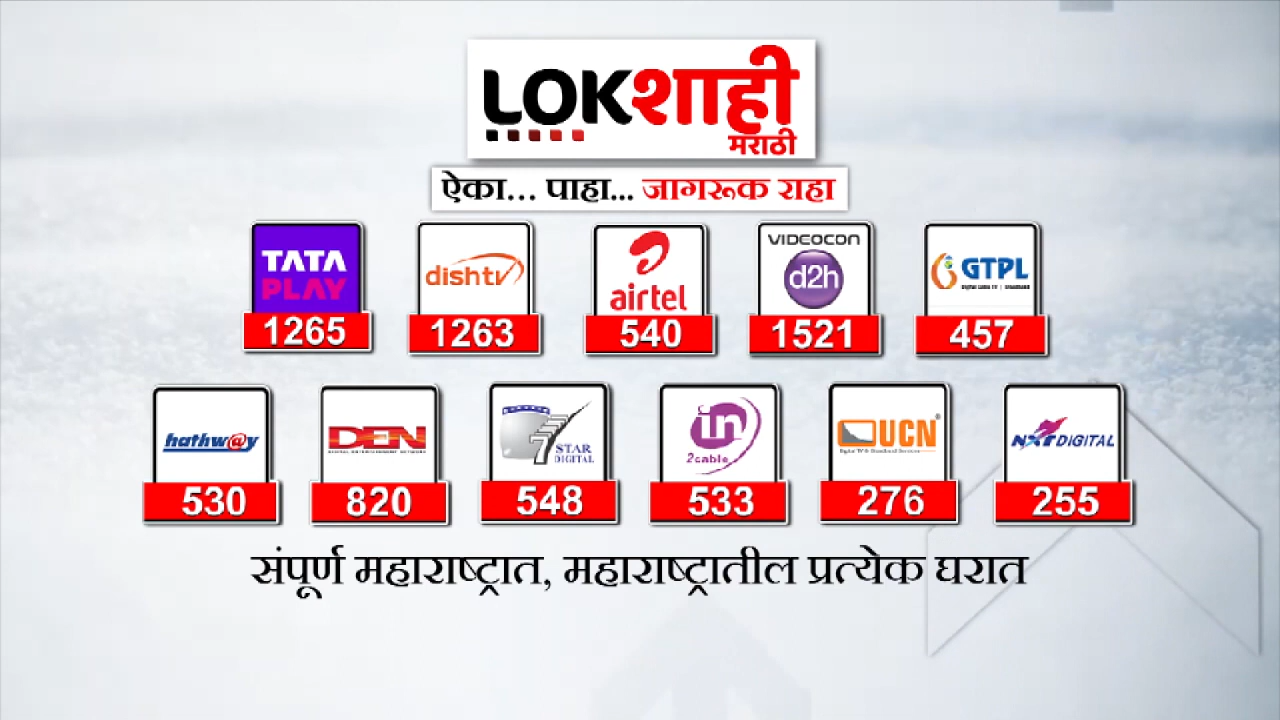 LOKशाही
मराठी
ऐका... पाहा... जागरूक राहा
TATA PLAY
1265
dishtv
1263
airtel
540
VIDEOCON d2h
1521
GTPL
457
hathw@y
530
DEN
820
7 STAR DIGITAL
548
in 2cable
533
UCN
276
NXT DIGITAL
255
संपूर्ण महाराष्ट्रात, महाराष्ट्रातील प्रत्येक घरात